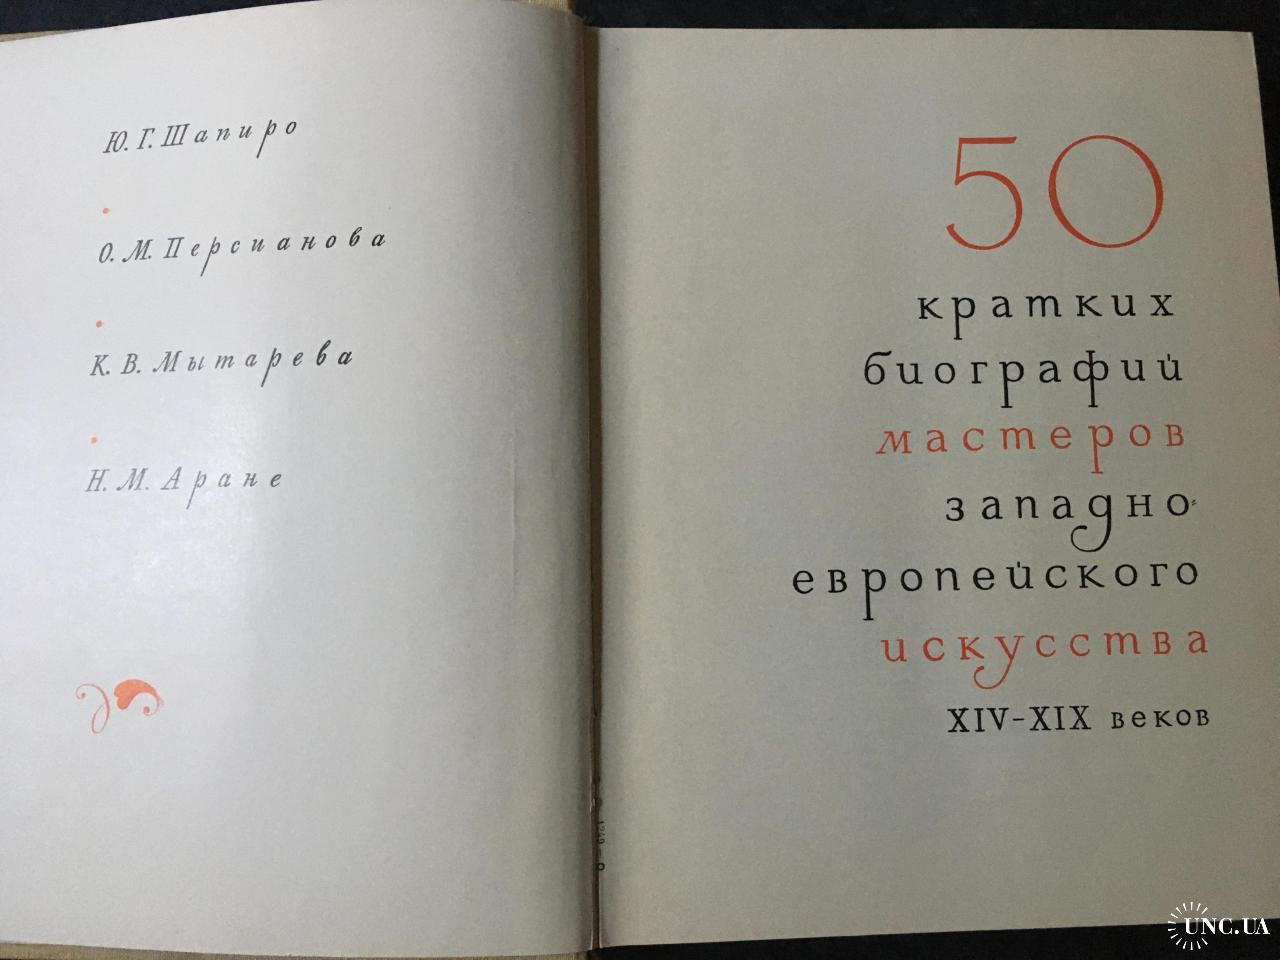 Ю. Г. Шапиро
О. М. Персианова
К. В. Мытарева
Н. М. Аране
50
кратких
биографий
мастеров
западно-
европейского
искусства
XIV-XIX веков
UNC.UA